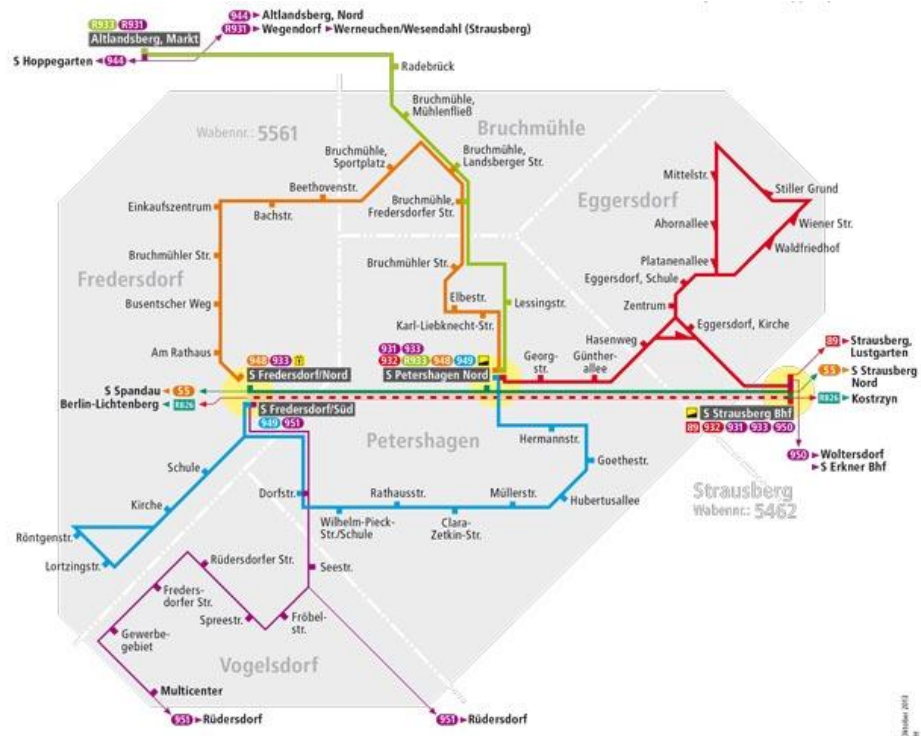 944 Altlandsberg, Nord
R933 R931
R931 Wegendorf Werneuchen/Wesendahl (Strausberg)
Altlandsberg, Markt
S Hoppegarten 944
Radebrück
Bruchmühle,
Mühlenfließ
Bruchmühle
Wabennr.: 5561
Bruchmühle,
Sportplatz
Bruchmühle,
Landsberger Str.
Mittelstr.
Stiller Grund
Eggersdorf
Beethovenstr.
Bruchmühle,
Fredersdorfer Str.
Einkaufszentrum
Bachstr.
Wiener Str.
Ahornallee
Waldfriedhof
Bruchmühler Str.
Bruchmühler Str.
Platanenallee
Fredersdorf
Eggersdorf, Schule
Elbestr.
Busentscher Weg
Lessingstr.
Zentrum
Karl-Liebknecht-Str.
Eggersdorf, Kirche
Hasenweg
89 Strausberg,
Lustgarten
Am Rathaus
931 933
948 933
932 R933 948 949
Georg-
str.
Günther-
allee
S Fredersdorf/Nord
S Petershagen Nord
S5 S Strausberg
Nord
S Spandau S5
Berlin-Lichtenberg RB26
RB26 Kostrzyn
S Fredersdorf/Süd
949 951
S Strausberg Bhf
89 932 931 933 950
Petershagen
Hermannstr.
950 Woltersdorf
S Erkner Bhf
Goethestr.
Schule
Strausberg
Wabennr.: 5462
Dorfstr.
Rathausstr.
Müllerstr.
Hubertusallee
Kirche
Wilhelm-Pieck-
Str./Schule
Clara-
Zetkin-Str.
Röntgenstr.
Lortzingstr.
Rüdersdorfer Str.
Seestr.
Freders-
dorfer Str.
Spreestr.
Fröbel-
str.
Gewerbe-
gebiet
Vogelsdorf
Multicenter
951 Rüdersdorf
951 Rüdersdorf
Oktober 2013